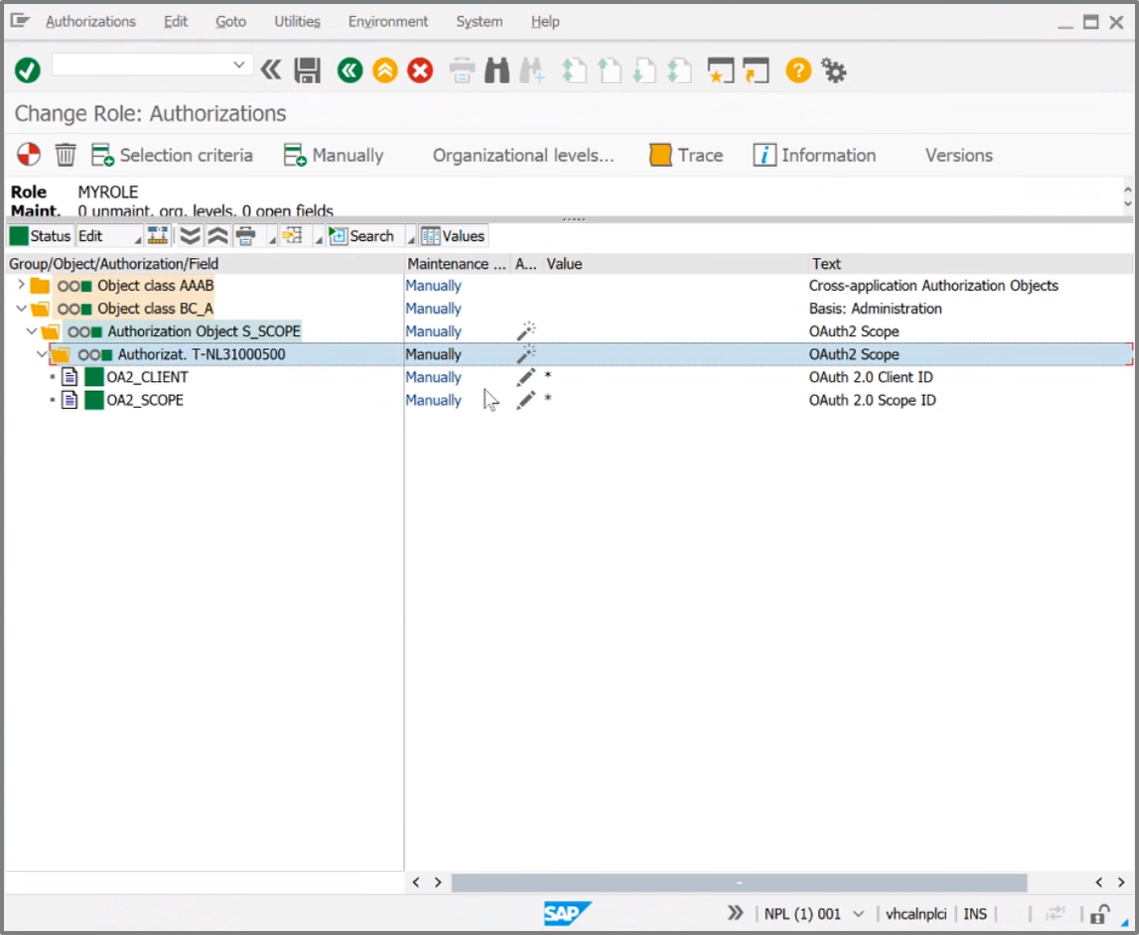 Authorizations Edit Goto Utilities Environment System Help
Change Role: Authorizations
Selection criteria Manually Organizational levels... Trace Information Versions
Role MYROLE
Maint. 0 unmaint. org. levels, 0 open fields
Status Edit Search Values
Group/Object/Authorization/Field Maintenance ... A... Value Text
Object class AAAB Manually Cross-application Authorization Objects
Object class BC_A Manually Basis: Administration
Authorization Object S_SCOPE Manually OAuth2 Scope
Authorizat. T-NL31000500 Manually OAuth2 Scope
OA2_CLIENT Manually * OAuth 2.0 Client ID
OA2_SCOPE Manually * OAuth 2.0 Scope ID
SAP NPL (1) 001 vhcalnplci INS